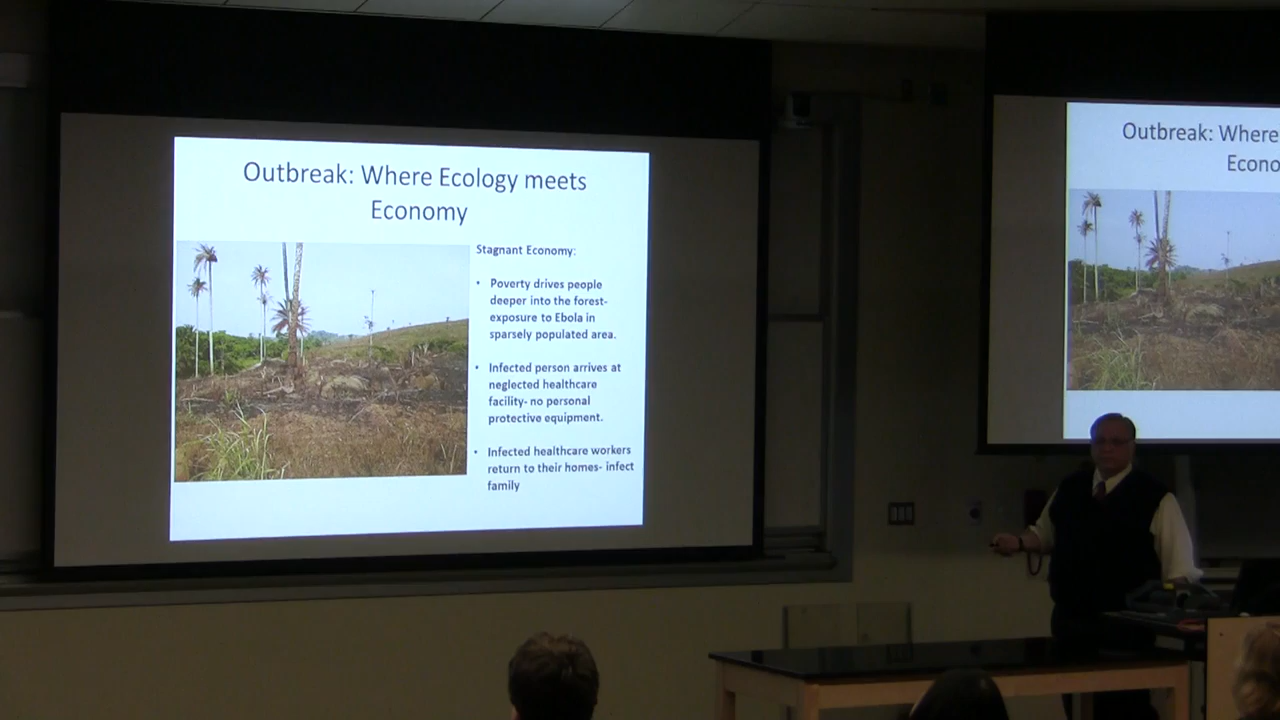 Outbreak: Where Ecology meets
Economy
Stagnant Economy:
• Poverty drives people
deeper into the forest-
exposure to Ebola in
sparsely populated area.
• Infected person arrives at
neglected healthcare
facility- no personal
protective equipment.
• Infected healthcare workers
return to their homes- infect
family
Outbreak: Where
Econo